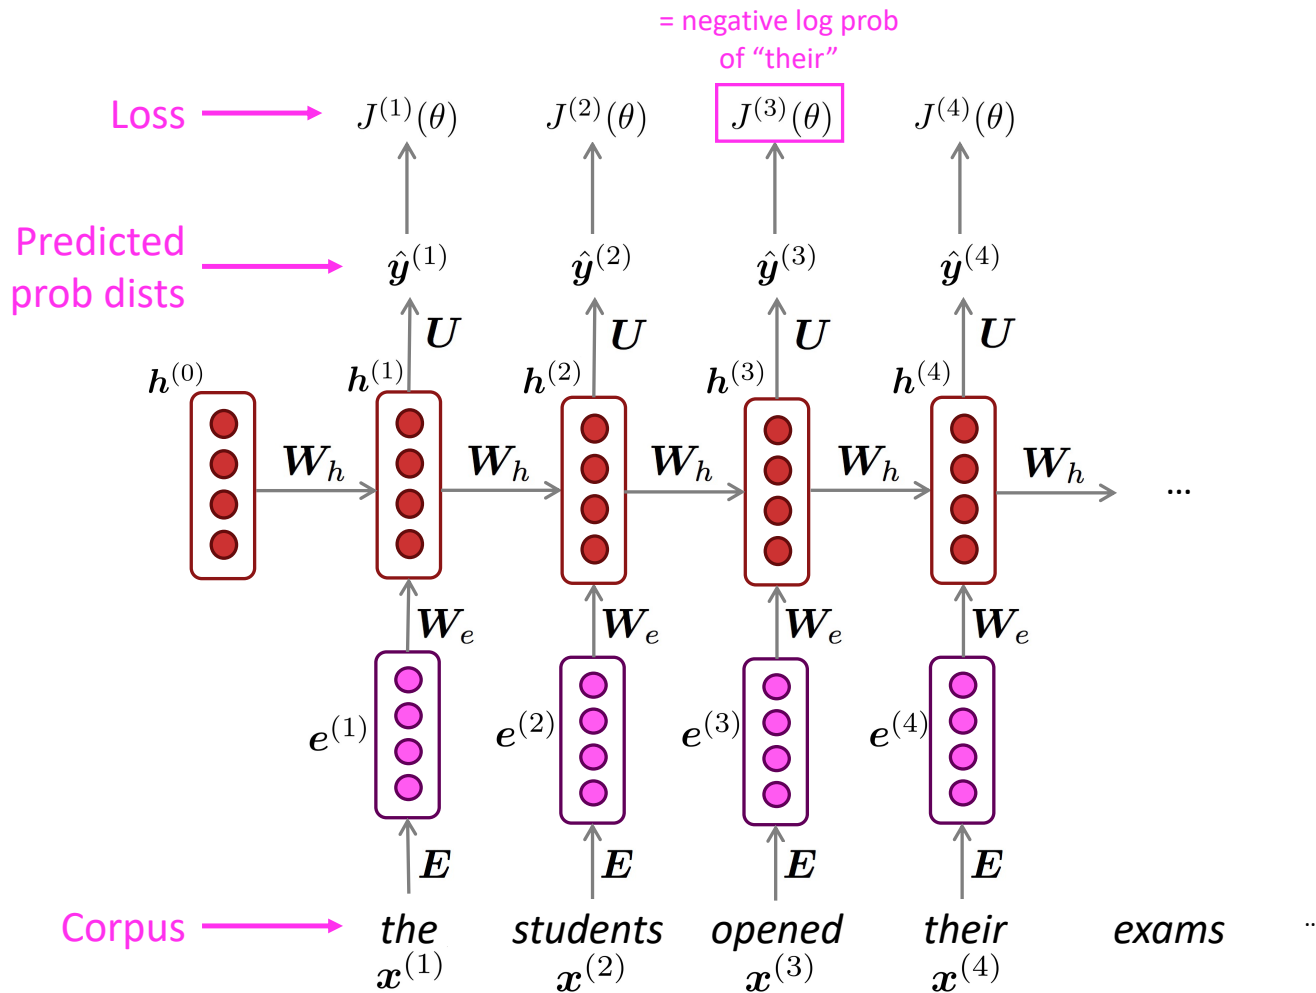 = negative log prob
of “their”
Loss J⁽¹⁾(θ) J⁽²⁾(θ) J⁽³⁾(θ) J⁽⁴⁾(θ)
Predicted
prob dists
ŷ⁽¹⁾ ŷ⁽²⁾ ŷ⁽³⁾ ŷ⁽⁴⁾
U U U U
h⁽⁰⁾ h⁽¹⁾ h⁽²⁾ h⁽³⁾ h⁽⁴⁾
Wₕ Wₕ Wₕ Wₕ Wₕ ...
Wₑ Wₑ Wₑ Wₑ
e⁽¹⁾ e⁽²⁾ e⁽³⁾ e⁽⁴⁾
E E E E
Corpus the students opened their exams ...
x⁽¹⁾ x⁽²⁾ x⁽³⁾ x⁽⁴⁾